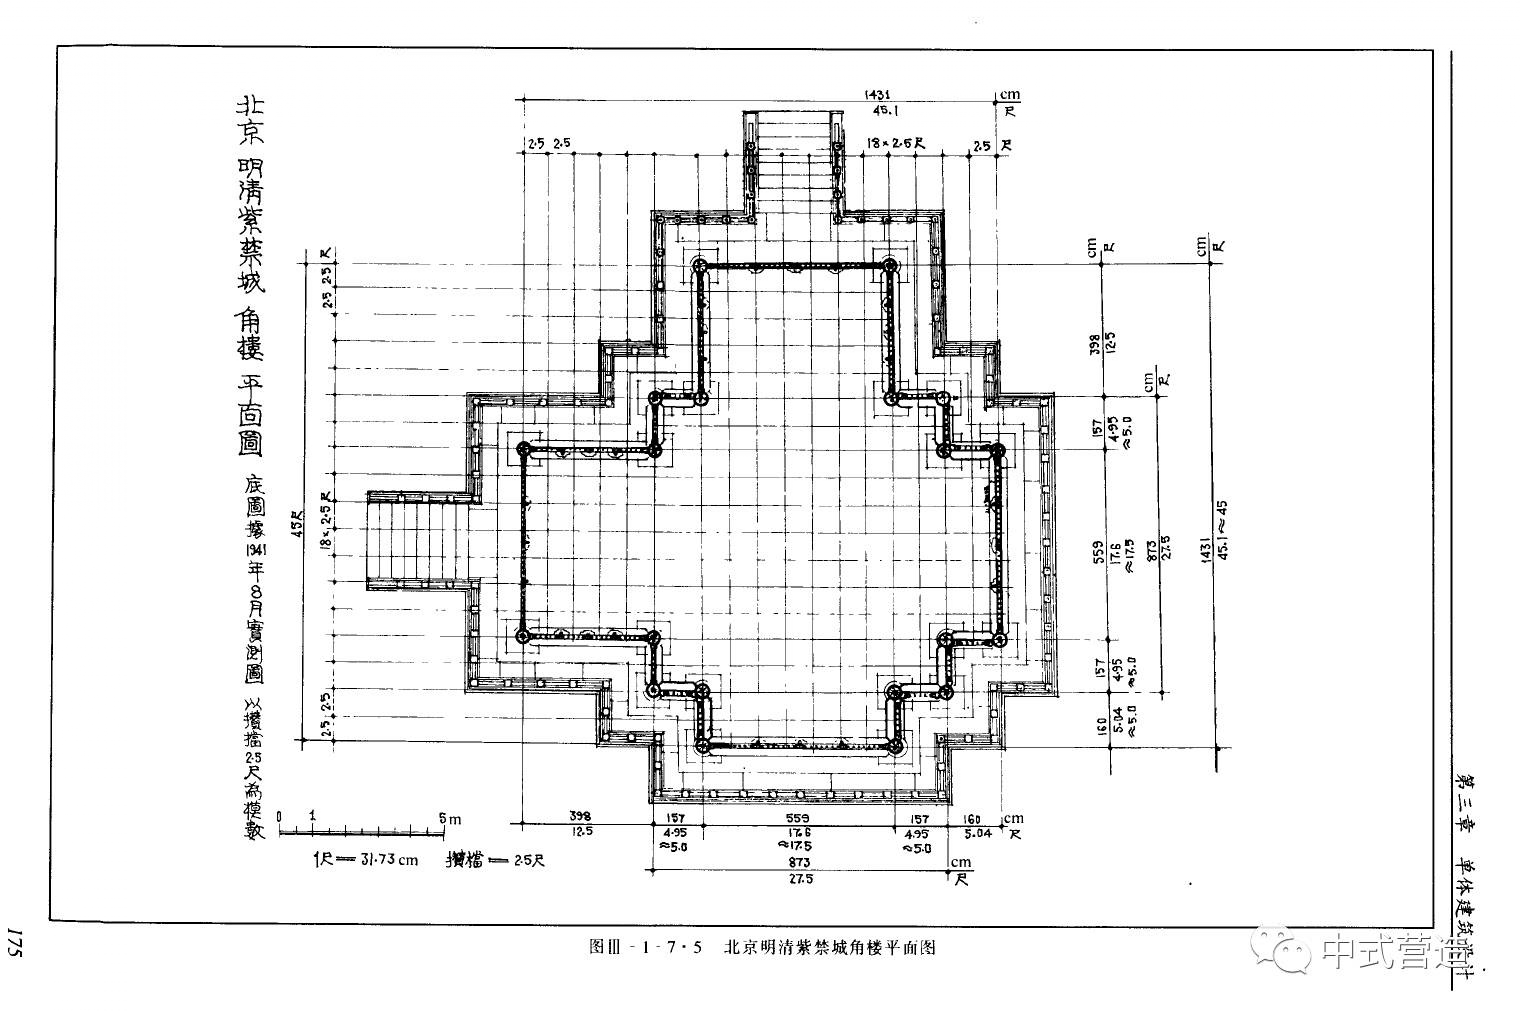 北京明清紫禁城角樓平面圖 底圖據1941年8月實測圖 以攢檔2.5尺為模數
1431 cm
45.1 尺
2.5 2.5 18×2.5尺 2.5 尺
2.5 2.5 尺
18×2.5尺
2.5 2.5
45尺
cm 尺
398
12.5
157
4.95
≈5.0
559
17.6
≈17.5
157
4.95
≈5.0
160
5.04
≈5.0
cm 尺
873
27.5
cm 尺
1431
45.1≈45
398 157 559 157 160 cm
12.5 4.95 17.6 4.95 5.04 尺
≈5.0 ≈17.5 ≈5.0
873 cm
27.5 尺
0 1 5m
1尺=31.73cm 攢檔=2.5尺
图Ⅲ-1-7·5 北京明清紫禁城角楼平面图
第三章 单体建筑设计
175
中式营造